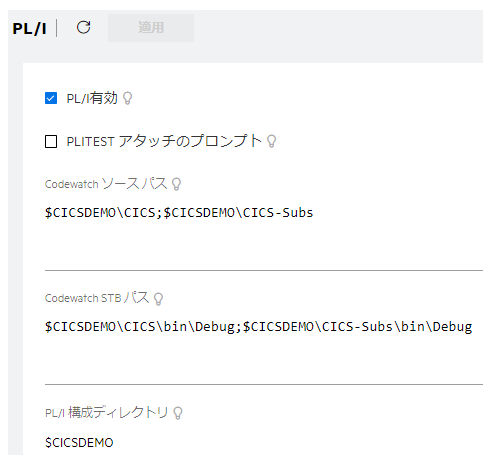 PL/I
適用
PL/I有効
PLITEST アタッチのプロンプト
Codewatch ソース パス
$CICSDEMO\CICS;$CICSDEMO\CICS-Subs
Codewatch STB パス
$CICSDEMO\CICS\bin\Debug;$CICSDEMO\CICS-Subs\bin\Debug
PL/I 構成ディレクトリ
$CICSDEMO